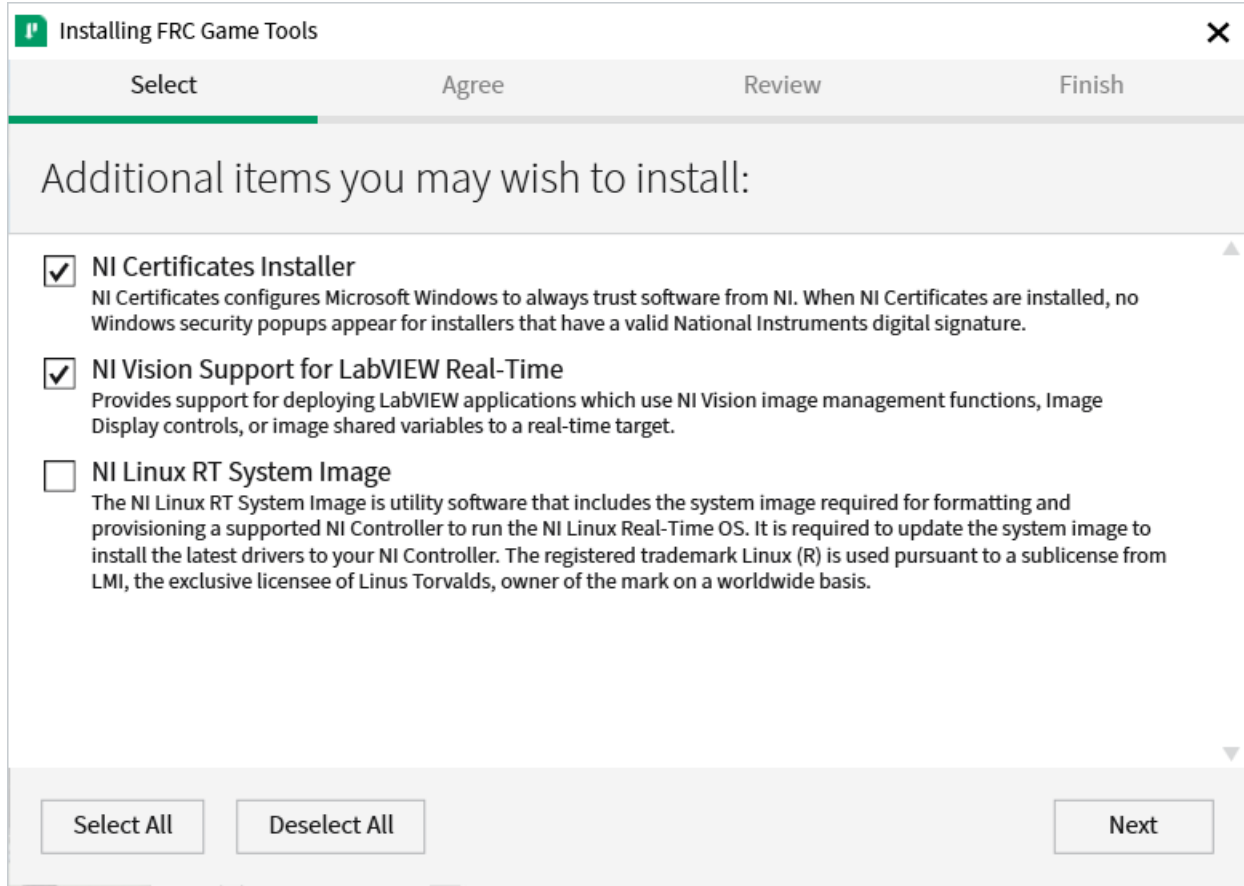 Installing FRC Game Tools
Select Agree Review Finish
Additional items you may wish to install:
NI Certificates Installer
NI Certificates configures Microsoft Windows to always trust software from NI. When NI Certificates are installed, no
Windows security popups appear for installers that have a valid National Instruments digital signature.
NI Vision Support for LabVIEW Real-Time
Provides support for deploying LabVIEW applications which use NI Vision image management functions, Image
Display controls, or image shared variables to a real-time target.
NI Linux RT System Image
The NI Linux RT System Image is utility software that includes the system image required for formatting and
provisioning a supported NI Controller to run the NI Linux Real-Time OS. It is required to update the system image to
install the latest drivers to your NI Controller. The registered trademark Linux (R) is used pursuant to a sublicense from
LMI, the exclusive licensee of Linus Torvalds, owner of the mark on a worldwide basis.
Select All Deselect All Next